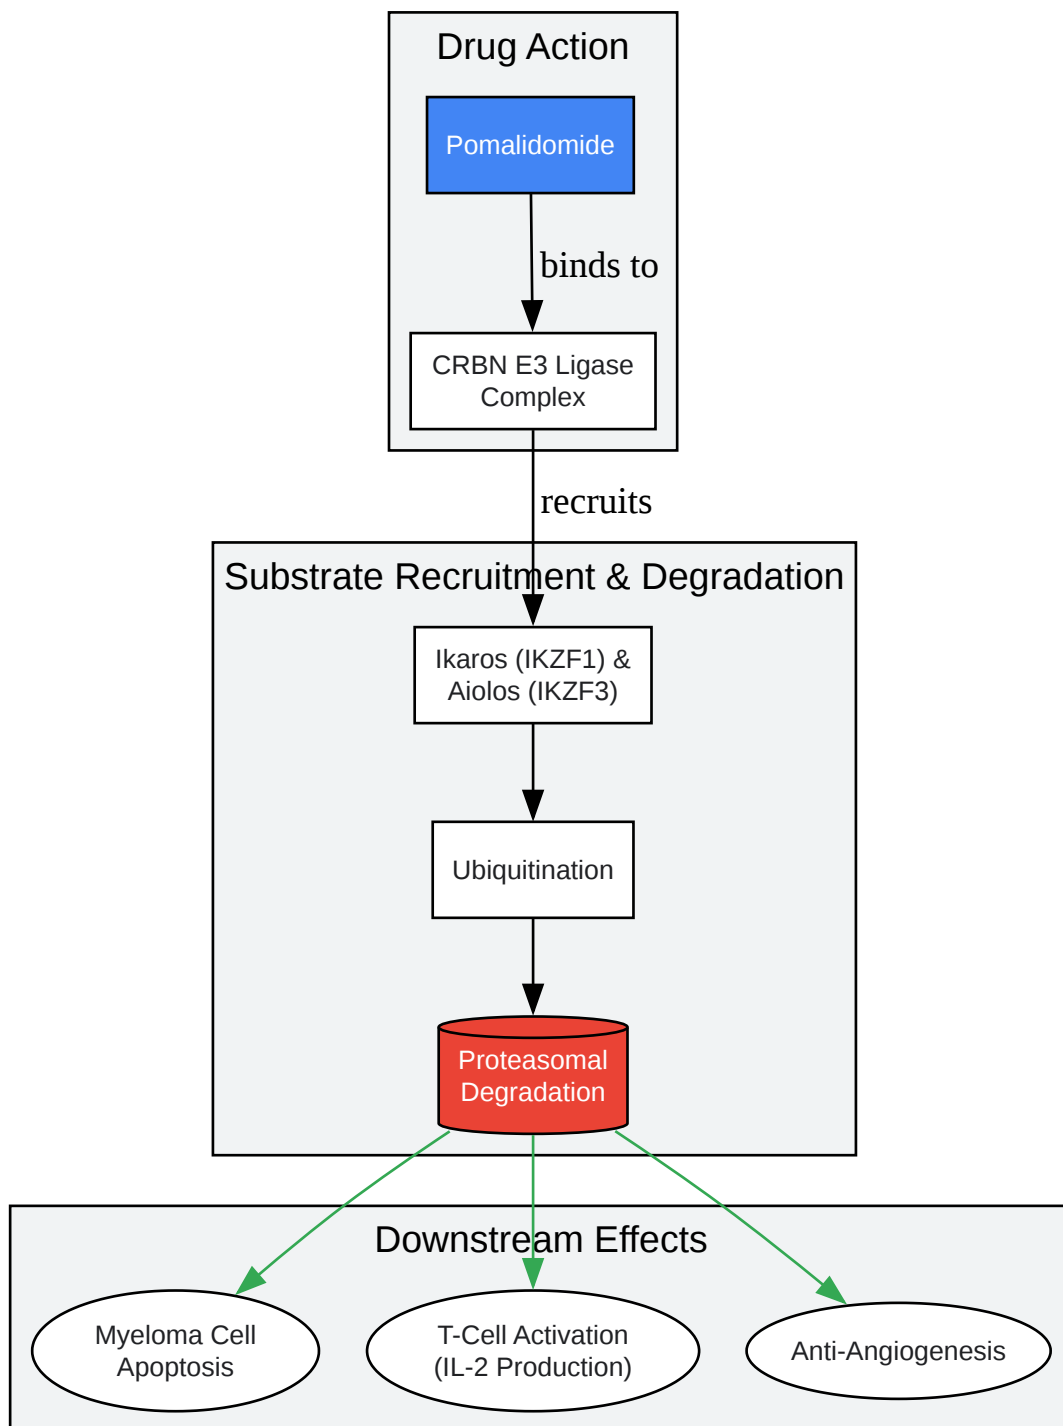 Drug Action
Pomalidomide
binds to
CRBN E3 Ligase
Complex
recruits
Substrate Recruitment & Degradation
Ikaros (IKZF1) &
Aiolos (IKZF3)
Ubiquitination
Proteasomal
Degradation
Downstream Effects
Myeloma Cell
Apoptosis
T-Cell Activation
(IL-2 Production)
Anti-Angiogenesis